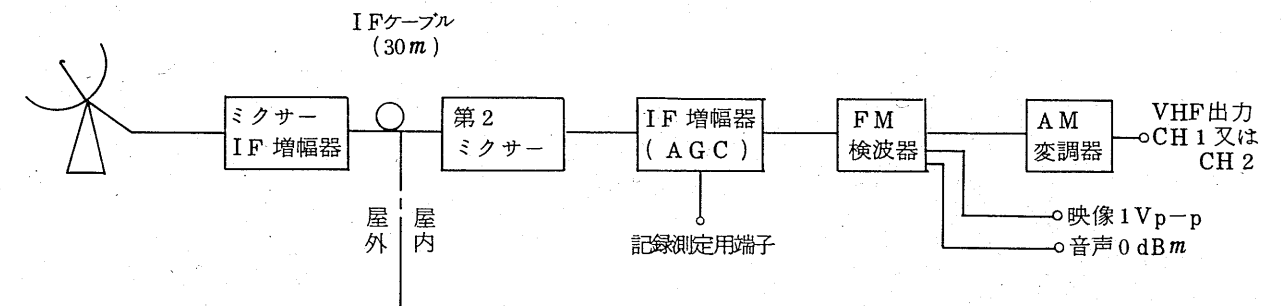 IFケーブル
(30m)
ミクサー
IF増幅器
第2
ミクサー
IF増幅器
(AGC)
FM
検波器
AM
変調器
VHF出力
CH1又は
CH2
屋外
屋内
記録測定用端子
映像1Vp-p
音声0dBm